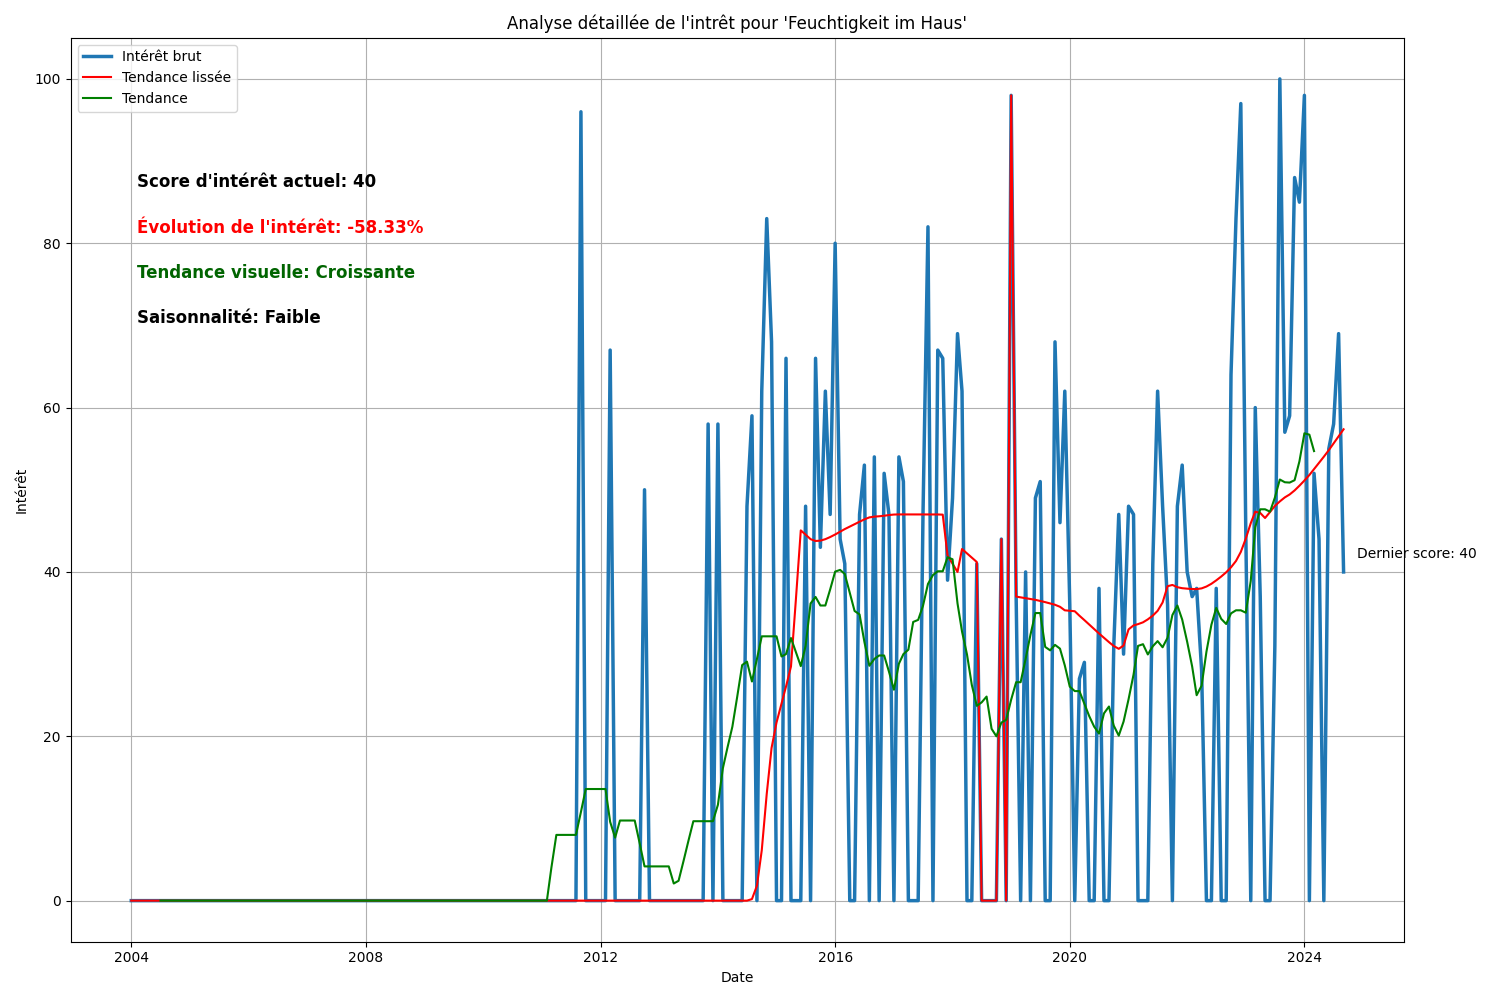 Analyse détaillée de l'intrêt pour 'Feuchtigkeit im Haus'
Intérêt brut
Tendance lissée
Tendance
Score d'intérêt actuel: 40
Évolution de l'intérêt: -58.33%
Tendance visuelle: Croissante
Saisonnalité: Faible
Dernier score: 40
Intérêt
100
80
60
40
20
0
2004
2008
2012
2016
2020
2024
Date